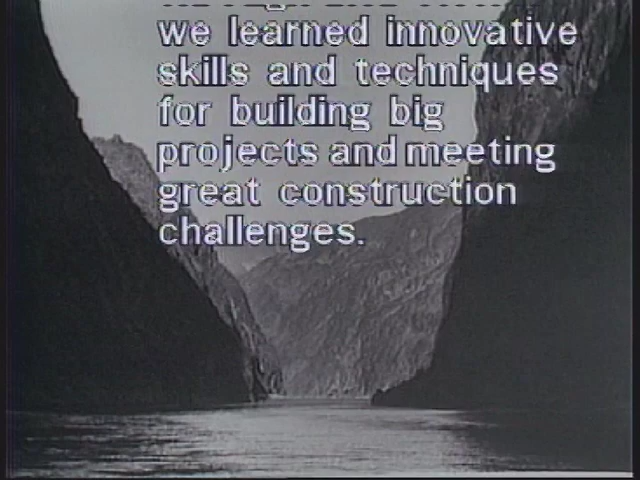 we learned innovative
skills and techniques
for building big
projects and meeting
great construction
challenges.